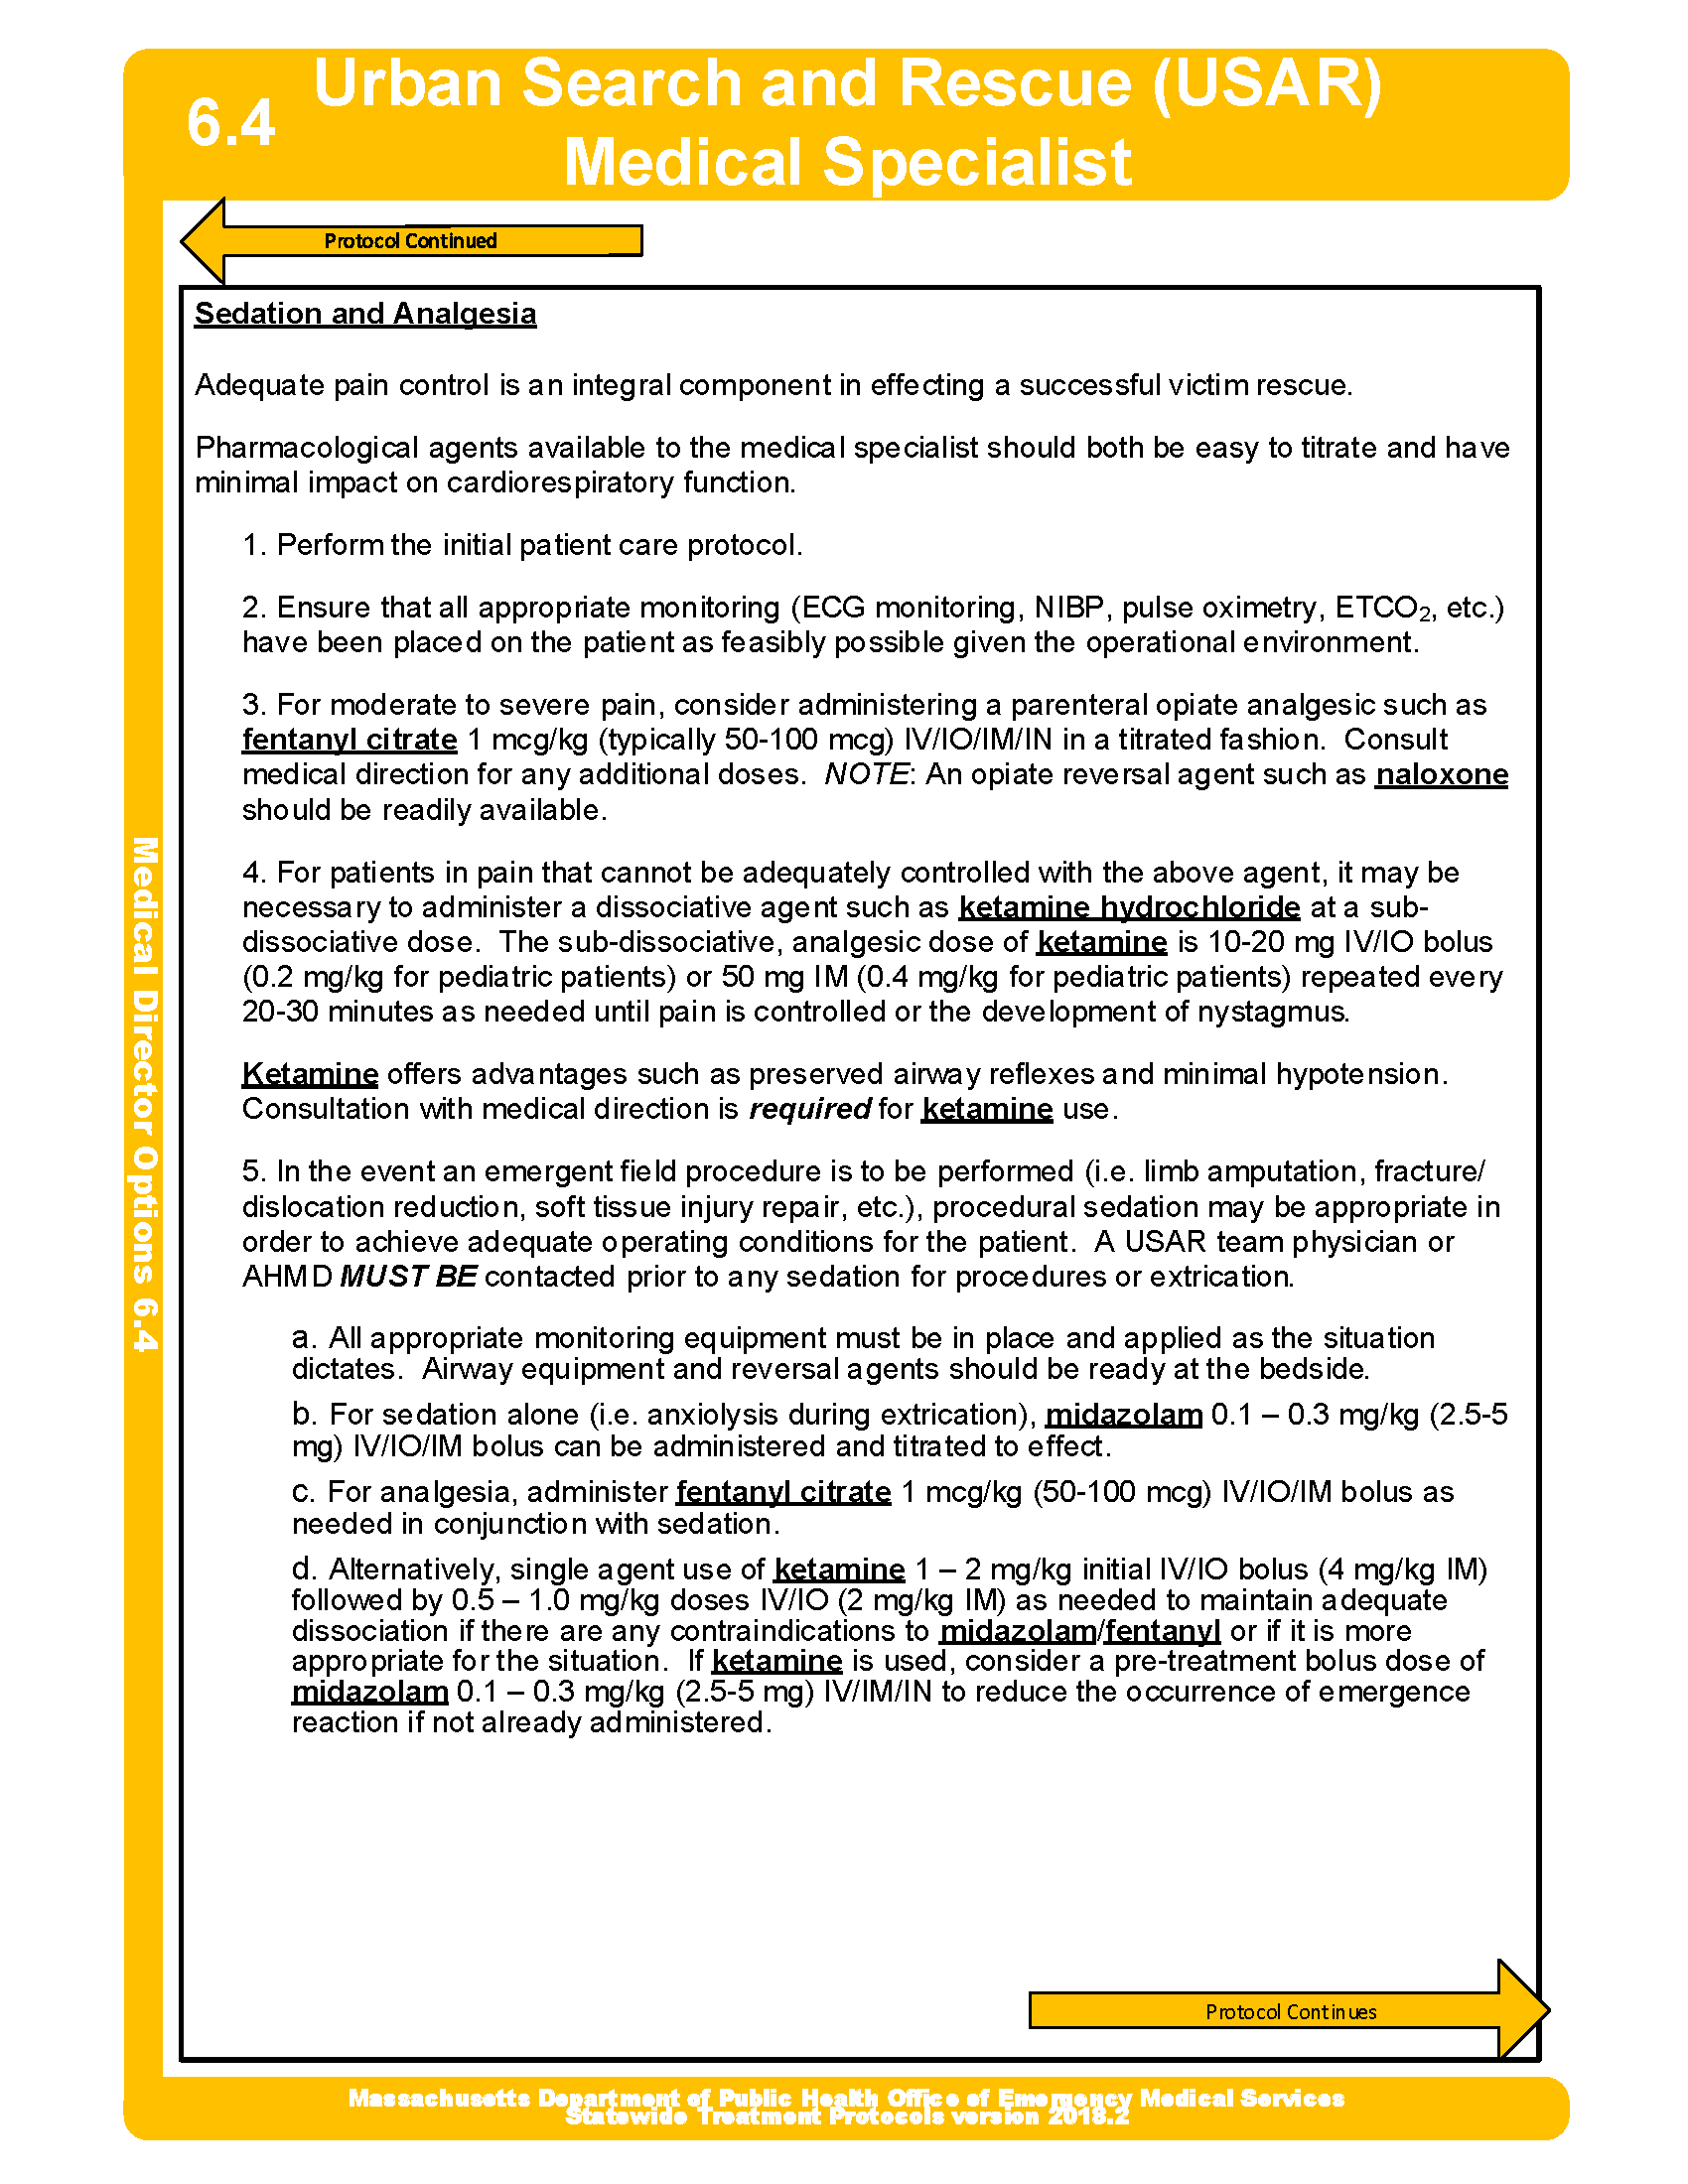 6.4
Urban Search and Rescue (USAR)
Medical Specialist
Protocol Continued
Sedation and Analgesia
Adequate pain control is an integral component in effecting a successful victim rescue.
Pharmacological agents available to the medical specialist should both be easy to titrate and have
minimal impact on cardiorespiratory function.
1. Perform the initial patient care protocol.
2. Ensure that all appropriate monitoring (ECG monitoring, NIBP, pulse oximetry, ETCO₂, etc.)
have been placed on the patient as feasibly possible given the operational environment.
3. For moderate to severe pain, consider administering a parenteral opiate analgesic such as
fentanyl citrate 1 mcg/kg (typically 50-100 mcg) IV/IO/IM/IN in a titrated fashion.  Consult
medical direction for any additional doses.  NOTE: An opiate reversal agent such as naloxone
should be readily available.
4. For patients in pain that cannot be adequately controlled with the above agent, it may be
necessary to administer a dissociative agent such as ketamine hydrochloride at a sub-
dissociative dose.  The sub-dissociative, analgesic dose of ketamine is 10-20 mg IV/IO bolus
(0.2 mg/kg for pediatric patients) or 50 mg IM (0.4 mg/kg for pediatric patients) repeated every
20-30 minutes as needed until pain is controlled or the development of nystagmus.
Ketamine offers advantages such as preserved airway reflexes and minimal hypotension.
Consultation with medical direction is required for ketamine use.
5. In the event an emergent field procedure is to be performed (i.e. limb amputation, fracture/
dislocation reduction, soft tissue injury repair, etc.), procedural sedation may be appropriate in
order to achieve adequate operating conditions for the patient.  A USAR team physician or
AHMD MUST BE contacted prior to any sedation for procedures or extrication.
a. All appropriate monitoring equipment must be in place and applied as the situation
dictates.  Airway equipment and reversal agents should be ready at the bedside.
b. For sedation alone (i.e. anxiolysis during extrication), midazolam 0.1 – 0.3 mg/kg (2.5-5
mg) IV/IO/IM bolus can be administered and titrated to effect.
c. For analgesia, administer fentanyl citrate 1 mcg/kg (50-100 mcg) IV/IO/IM bolus as
needed in conjunction with sedation.
d. Alternatively, single agent use of ketamine 1 – 2 mg/kg initial IV/IO bolus (4 mg/kg IM)
followed by 0.5 – 1.0 mg/kg doses IV/IO (2 mg/kg IM) as needed to maintain adequate
dissociation if there are any contraindications to midazolam/fentanyl or if it is more
appropriate for the situation.  If ketamine is used, consider a pre-treatment bolus dose of
midazolam 0.1 – 0.3 mg/kg (2.5-5 mg) IV/IM/IN to reduce the occurrence of emergence
reaction if not already administered.
Protocol Continues
Medical Director Options 6.4
Massachusetts Department of Public Health Office of Emergency Medical Services
Statewide Treatment Protocols version 2018.2